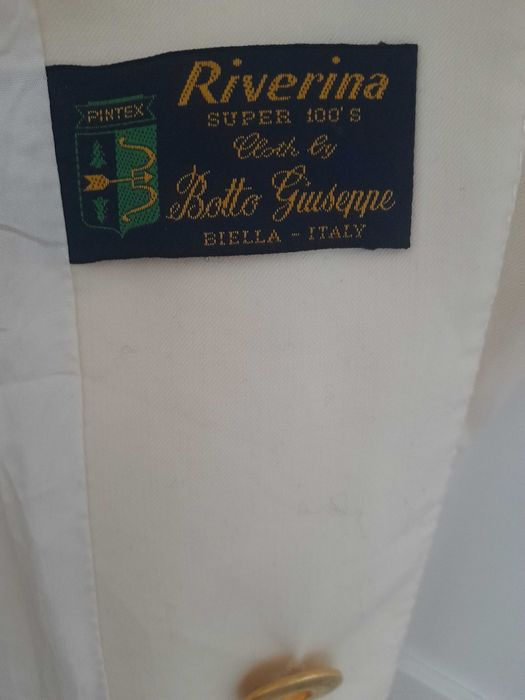 PINTEX
Riverina
SUPER 100'S
Cloth by
Botto Giuseppe
BIELLA - ITALY